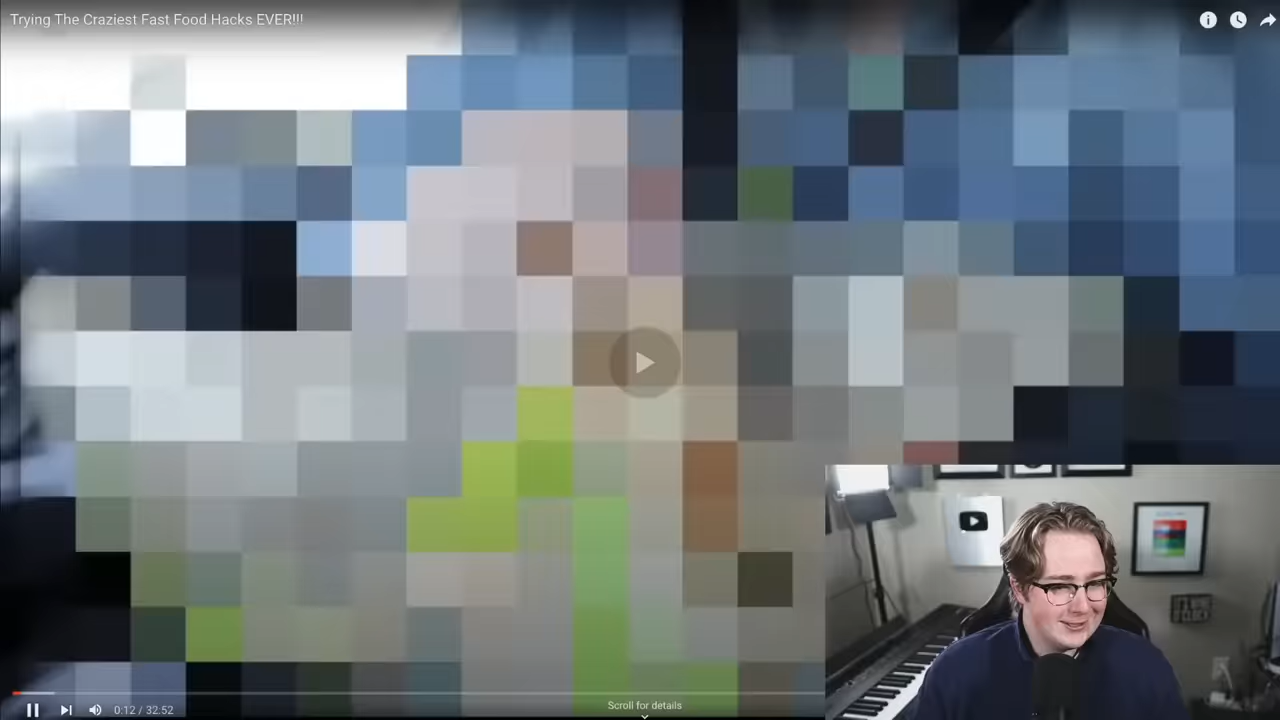 Trying The Craziest Fast Food Hacks EVER!!!
0:12 / 32:52
Scroll for details